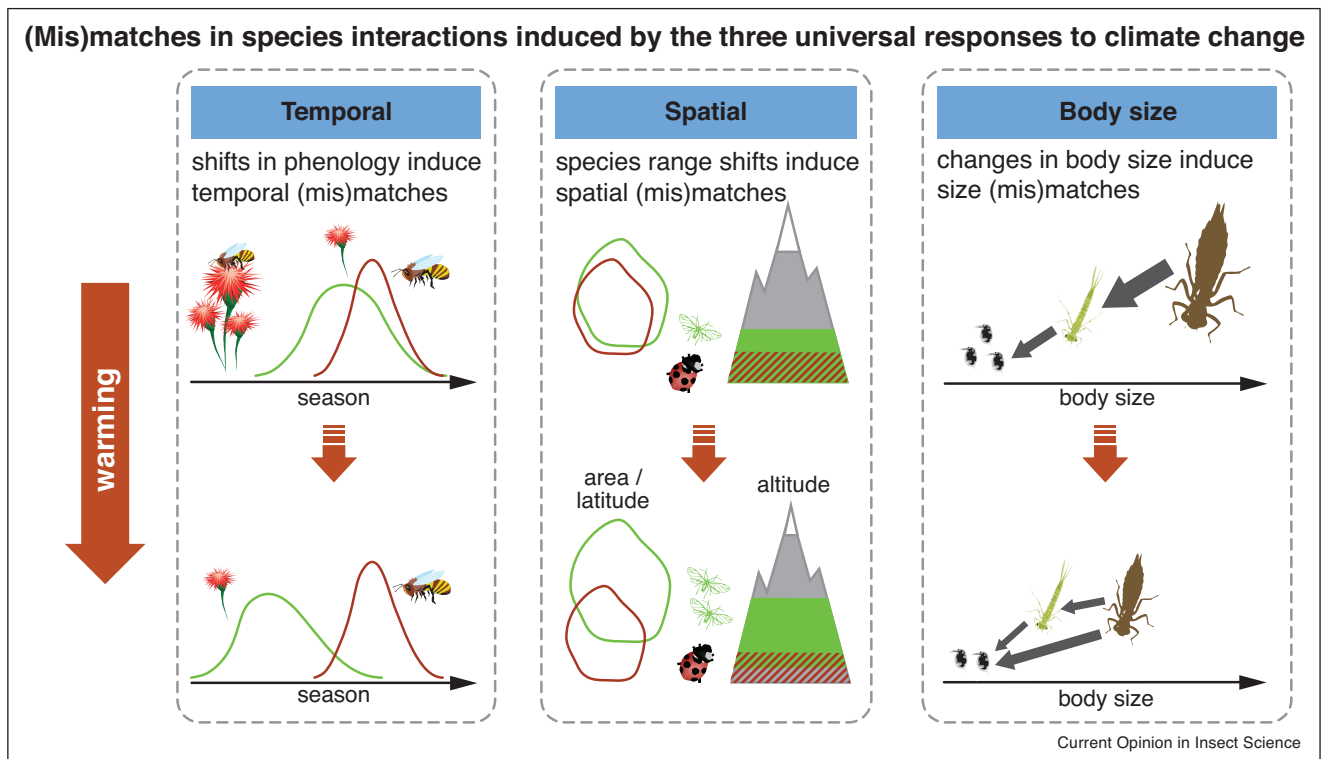 (Mis)matches in species interactions induced by the three universal responses to climate change
warming
Temporal
shifts in phenology induce
temporal (mis)matches
season
season
Spatial
species range shifts induce
spatial (mis)matches
area /
latitude
altitude
Body size
changes in body size induce
size (mis)matches
body size
body size
Current Opinion in Insect Science